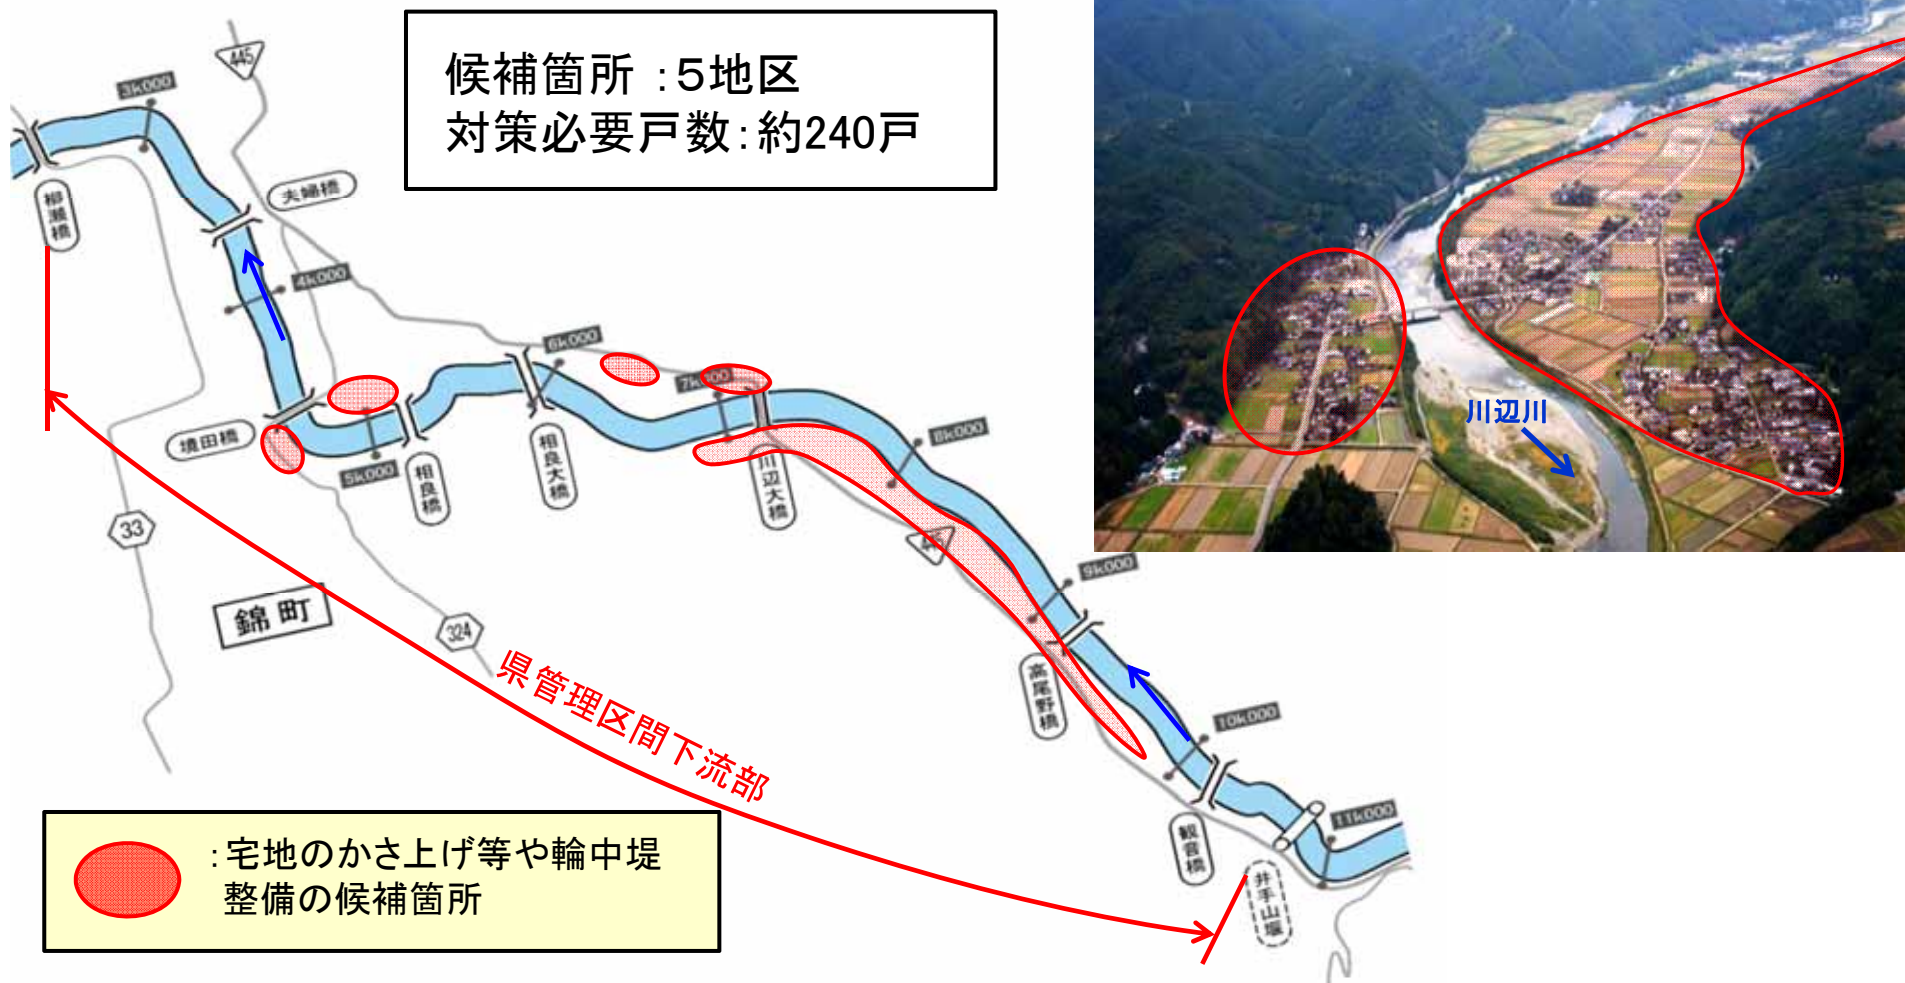 候補箇所 :５地区
対策必要戸数：約240戸
445
3k000
柳瀬橋
夫婦橋
4k000
6k000
7k000
8k000
境田橋
5k000
相良橋
相良大橋
川辺大橋
445
9k000
33
錦町
324
高尾野橋
10k000
県管理区間下流部
観音橋
11k000
井手山堰
:宅地のかさ上げ等や輪中堤
整備の候補箇所
川辺川